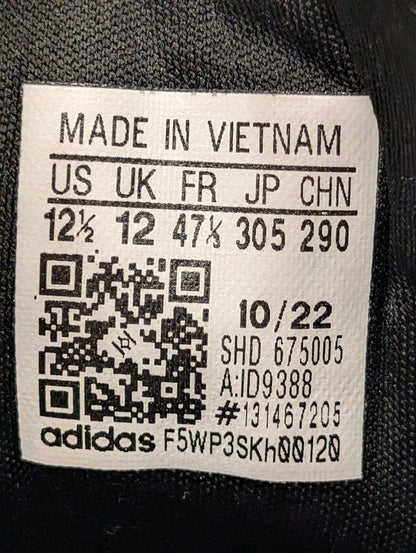 MADE IN VIETNAM
US UK FR JP CHN
12½ 12 47⅓ 305 290
10/22
SHD 675005
A:ID9388
#131467205
adidas F5WP3SKh00120